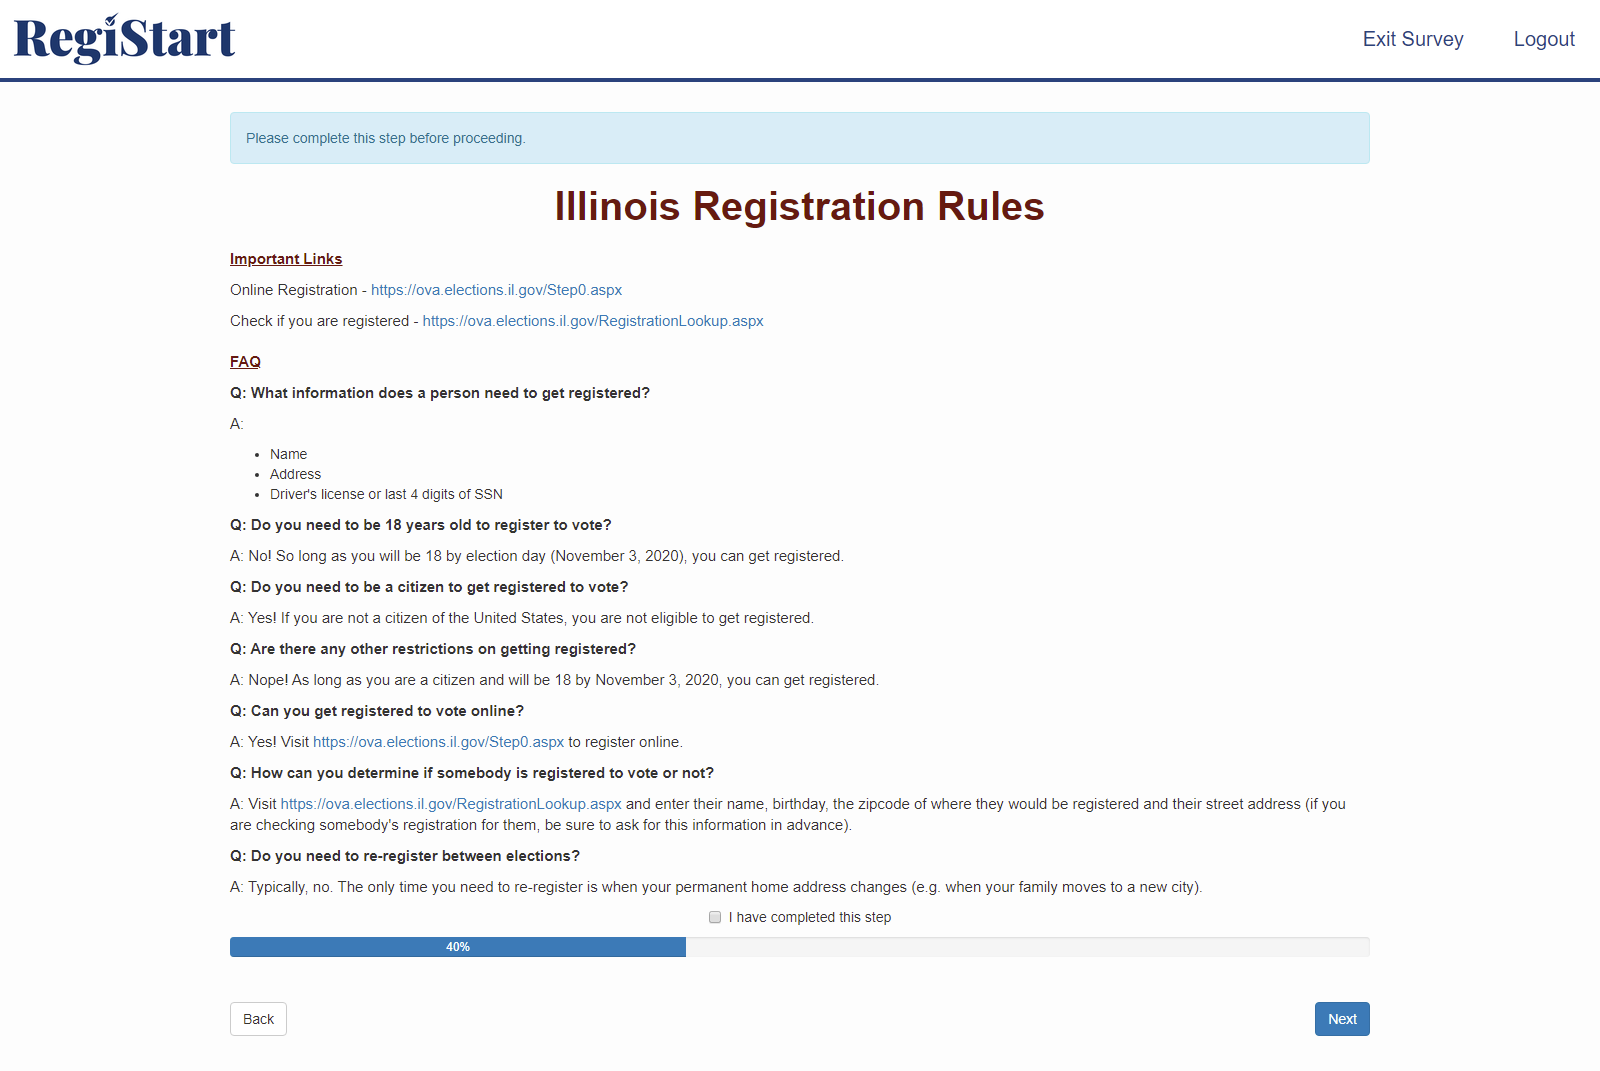 RegiStart
Exit Survey
Logout
Please complete this step before proceeding.
Illinois Registration Rules
Important Links
Online Registration - https://ova.elections.il.gov/Step0.aspx
Check if you are registered - https://ova.elections.il.gov/RegistrationLookup.aspx
FAQ
Q: What information does a person need to get registered?
A:
• Name
• Address
• Driver's license or last 4 digits of SSN
Q: Do you need to be 18 years old to register to vote?
A: No! So long as you will be 18 by election day (November 3, 2020), you can get registered.
Q: Do you need to be a citizen to get registered to vote?
A: Yes! If you are not a citizen of the United States, you are not eligible to get registered.
Q: Are there any other restrictions on getting registered?
A: Nope! As long as you are a citizen and will be 18 by November 3, 2020, you can get registered.
Q: Can you get registered to vote online?
A: Yes! Visit https://ova.elections.il.gov/Step0.aspx to register online.
Q: How can you determine if somebody is registered to vote or not?
A: Visit https://ova.elections.il.gov/RegistrationLookup.aspx and enter their name, birthday, the zipcode of where they would be registered and their street address (if you
are checking somebody's registration for them, be sure to ask for this information in advance).
Q: Do you need to re-register between elections?
A: Typically, no. The only time you need to re-register is when your permanent home address changes (e.g. when your family moves to a new city).
I have completed this step
40%
Back
Next